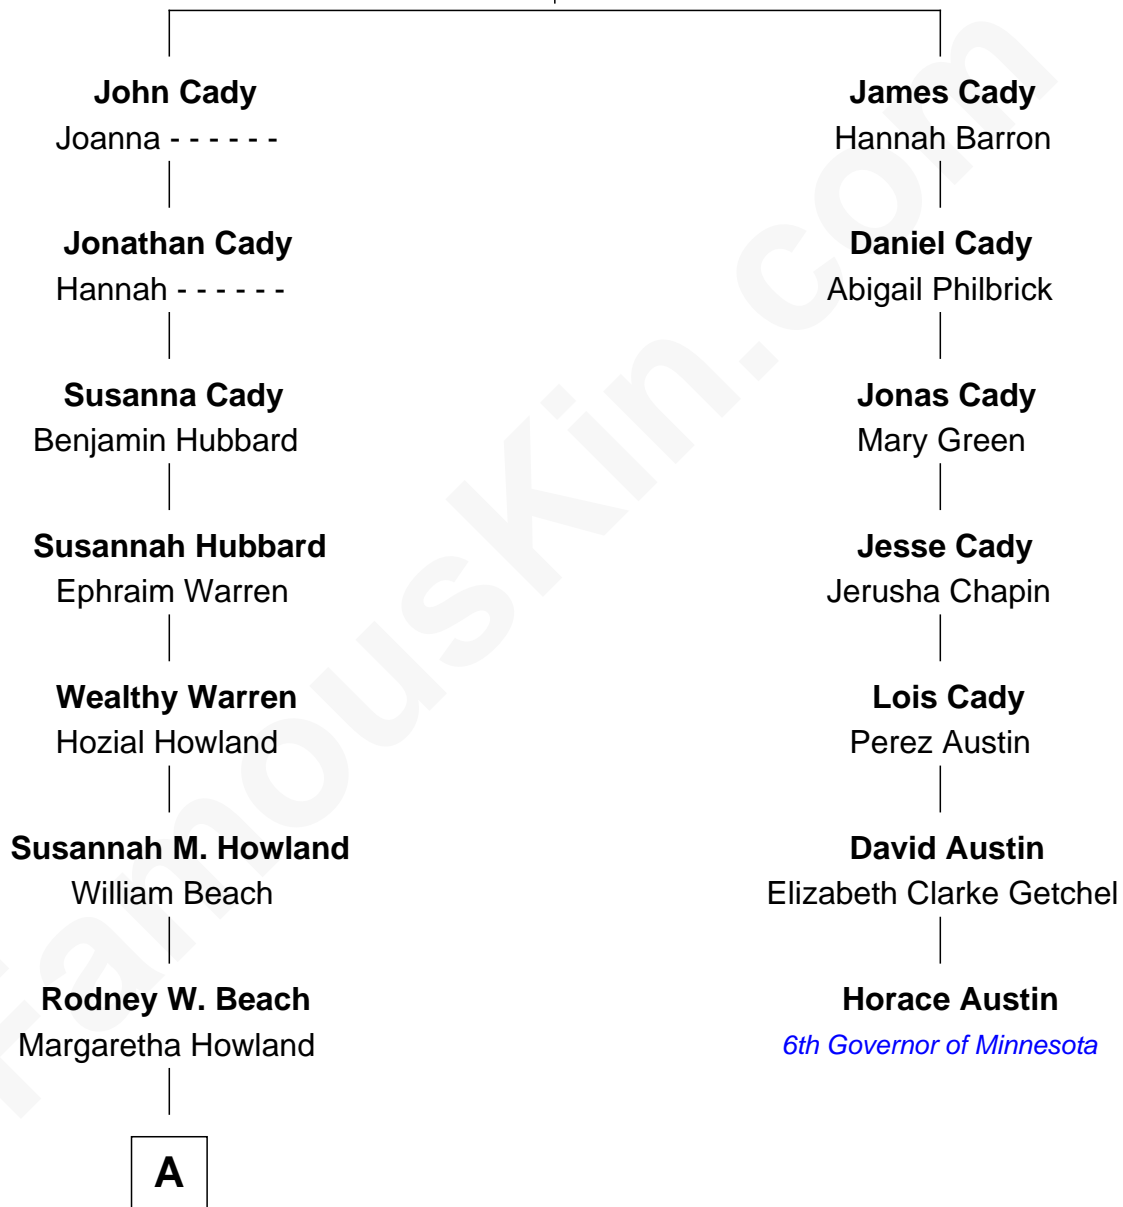 John Cady
Joanna - - - - - -
Jonathan Cady
Hannah - - - - - -
Susanna Cady
Benjamin Hubbard
Susannah Hubbard
Ephraim Warren
Wealthy Warren
Hozial Howland
Susannah M. Howland
William Beach
Rodney W. Beach
Margaretha Howland
A
James Cady
Hannah Barron
Daniel Cady
Abigail Philbrick
Jonas Cady
Mary Green
Jesse Cady
Jerusha Chapin
Lois Cady
Perez Austin
David Austin
Elizabeth Clarke Getchel
Horace Austin
6th Governor of Minnesota
FamousKin.com